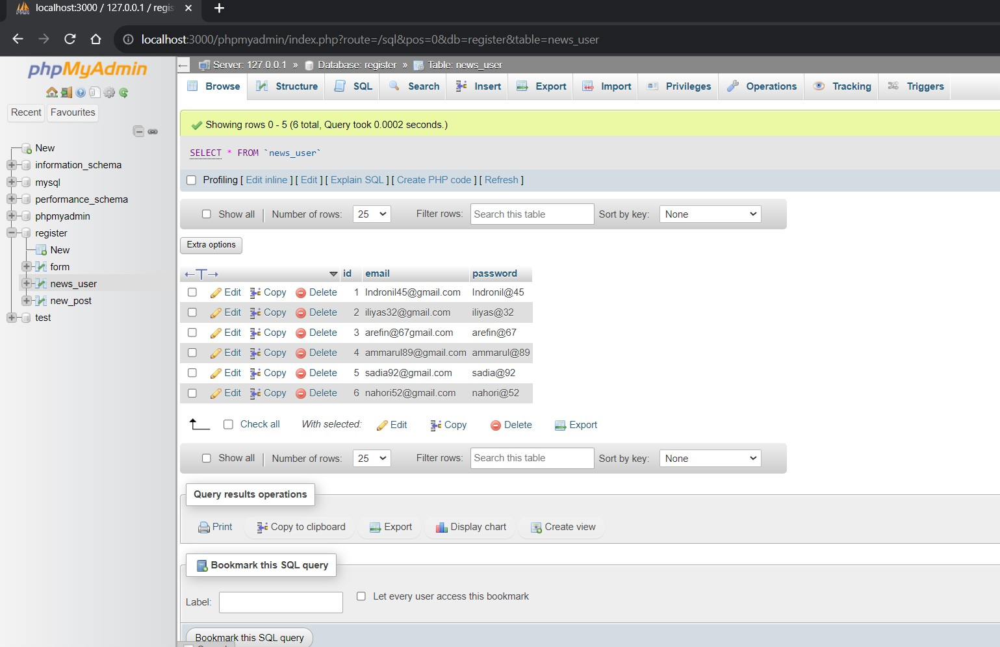 localhost:3000 / 127.0.0.1 / regis
localhost:3000/phpmyadmin/index.php?route=/sql&pos=0&db=register&table=news_user
phpMyAdmin
Recent Favourites
New
information_schema
mysql
performance_schema
phpmyadmin
register
New
form
news_user
new_post
test
Server: 127.0.0.1 » Database: register » Table: news_user
Browse Structure SQL Search Insert Export Import Privileges Operations Tracking Triggers
Showing rows 0 - 5 (6 total, Query took 0.0002 seconds.)
SELECT * FROM `news_user`
Profiling [ Edit inline ] [ Edit ] [ Explain SQL ] [ Create PHP code ] [ Refresh ]
Show all | Number of rows: 25 Filter rows: Search this table Sort by key: None
Extra options
←T→ id email password
Edit Copy Delete 1 Indronil45@gmail.com Indronil@45
Edit Copy Delete 2 iliyas32@gmail.com iliyas@32
Edit Copy Delete 3 arefin@67gmail.com arefin@67
Edit Copy Delete 4 ammarul89@gmail.com ammarul@89
Edit Copy Delete 5 sadia92@gmail.com sadia@92
Edit Copy Delete 6 nahori52@gmail.com nahori@52
Check all With selected: Edit Copy Delete Export
Show all | Number of rows: 25 Filter rows: Search this table Sort by key: None
Query results operations
Print Copy to clipboard Export Display chart Create view
Bookmark this SQL query
Label: Let every user access this bookmark
Bookmark this SQL query